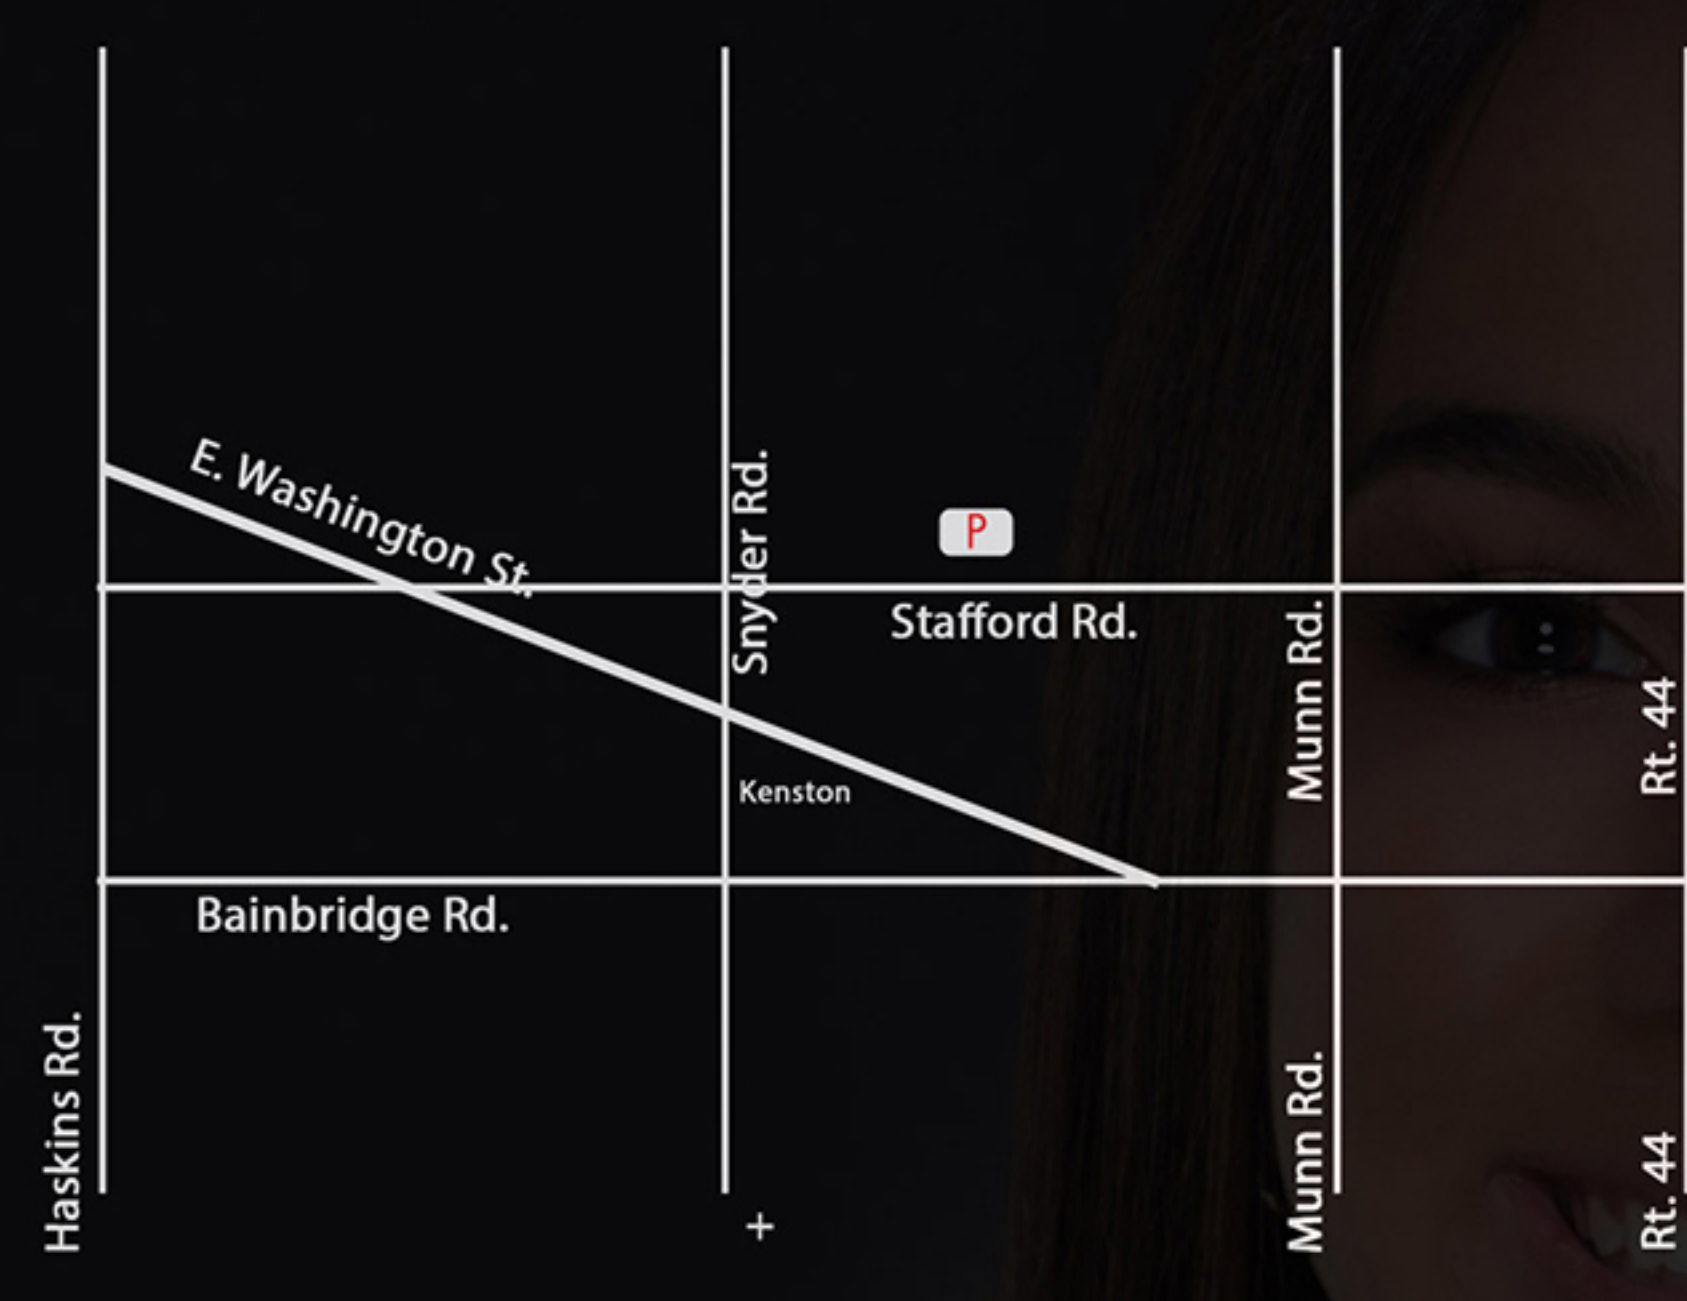 E. Washington St.
Snyder Rd.
P
Stafford Rd.
Munn Rd.
Rt. 44
Kenston
Bainbridge Rd.
Haskins Rd.
Munn Rd.
Rt. 44
+